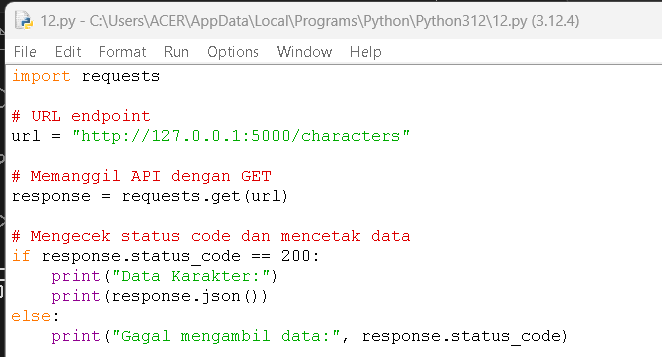 12.py - C:\Users\ACER\AppData\Local\Programs\Python\Python312\12.py (3.12.4)
File Edit Format Run Options Window Help
import requests
# URL endpoint
url = "http://127.0.0.1:5000/characters"
# Memanggil API dengan GET
response = requests.get(url)
# Mengecek status code dan mencetak data
if response.status_code == 200:
    print("Data Karakter:")
    print(response.json())
else:
    print("Gagal mengambil data:", response.status_code)